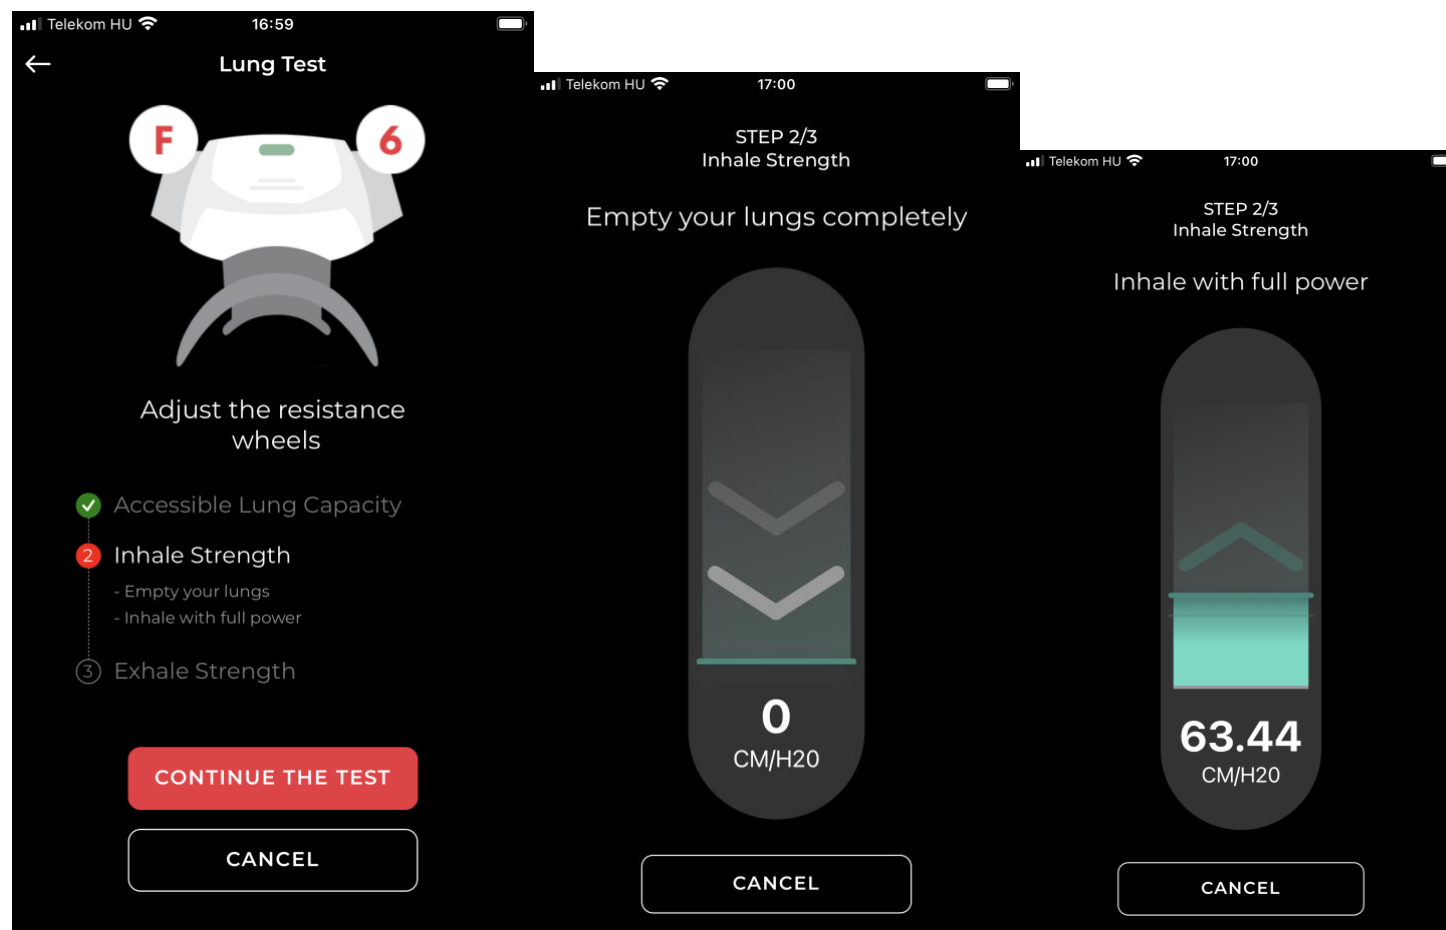 Telekom HU
16:59
Lung Test
F
6
Adjust the resistance
wheels
Accessible Lung Capacity
2
Inhale Strength
- Empty your lungs
- Inhale with full power
3
Exhale Strength
CONTINUE THE TEST
CANCEL
Telekom HU
17:00
STEP 2/3
Inhale Strength
Empty your lungs completely
0
CM/H20
CANCEL
Telekom HU
17:00
STEP 2/3
Inhale Strength
Inhale with full power
63.44
CM/H20
CANCEL